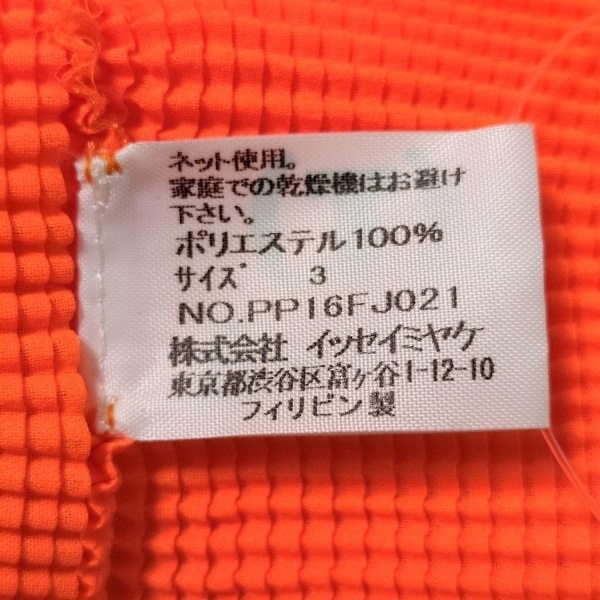 ネット使用。
家庭での乾燥機はお避け
下さい。
ポリエステル100%
サイズ 3
NO.PP16FJ021
株式会社 イッセイミヤケ
東京都渋谷区富ヶ谷1-12-10
フィリピン製